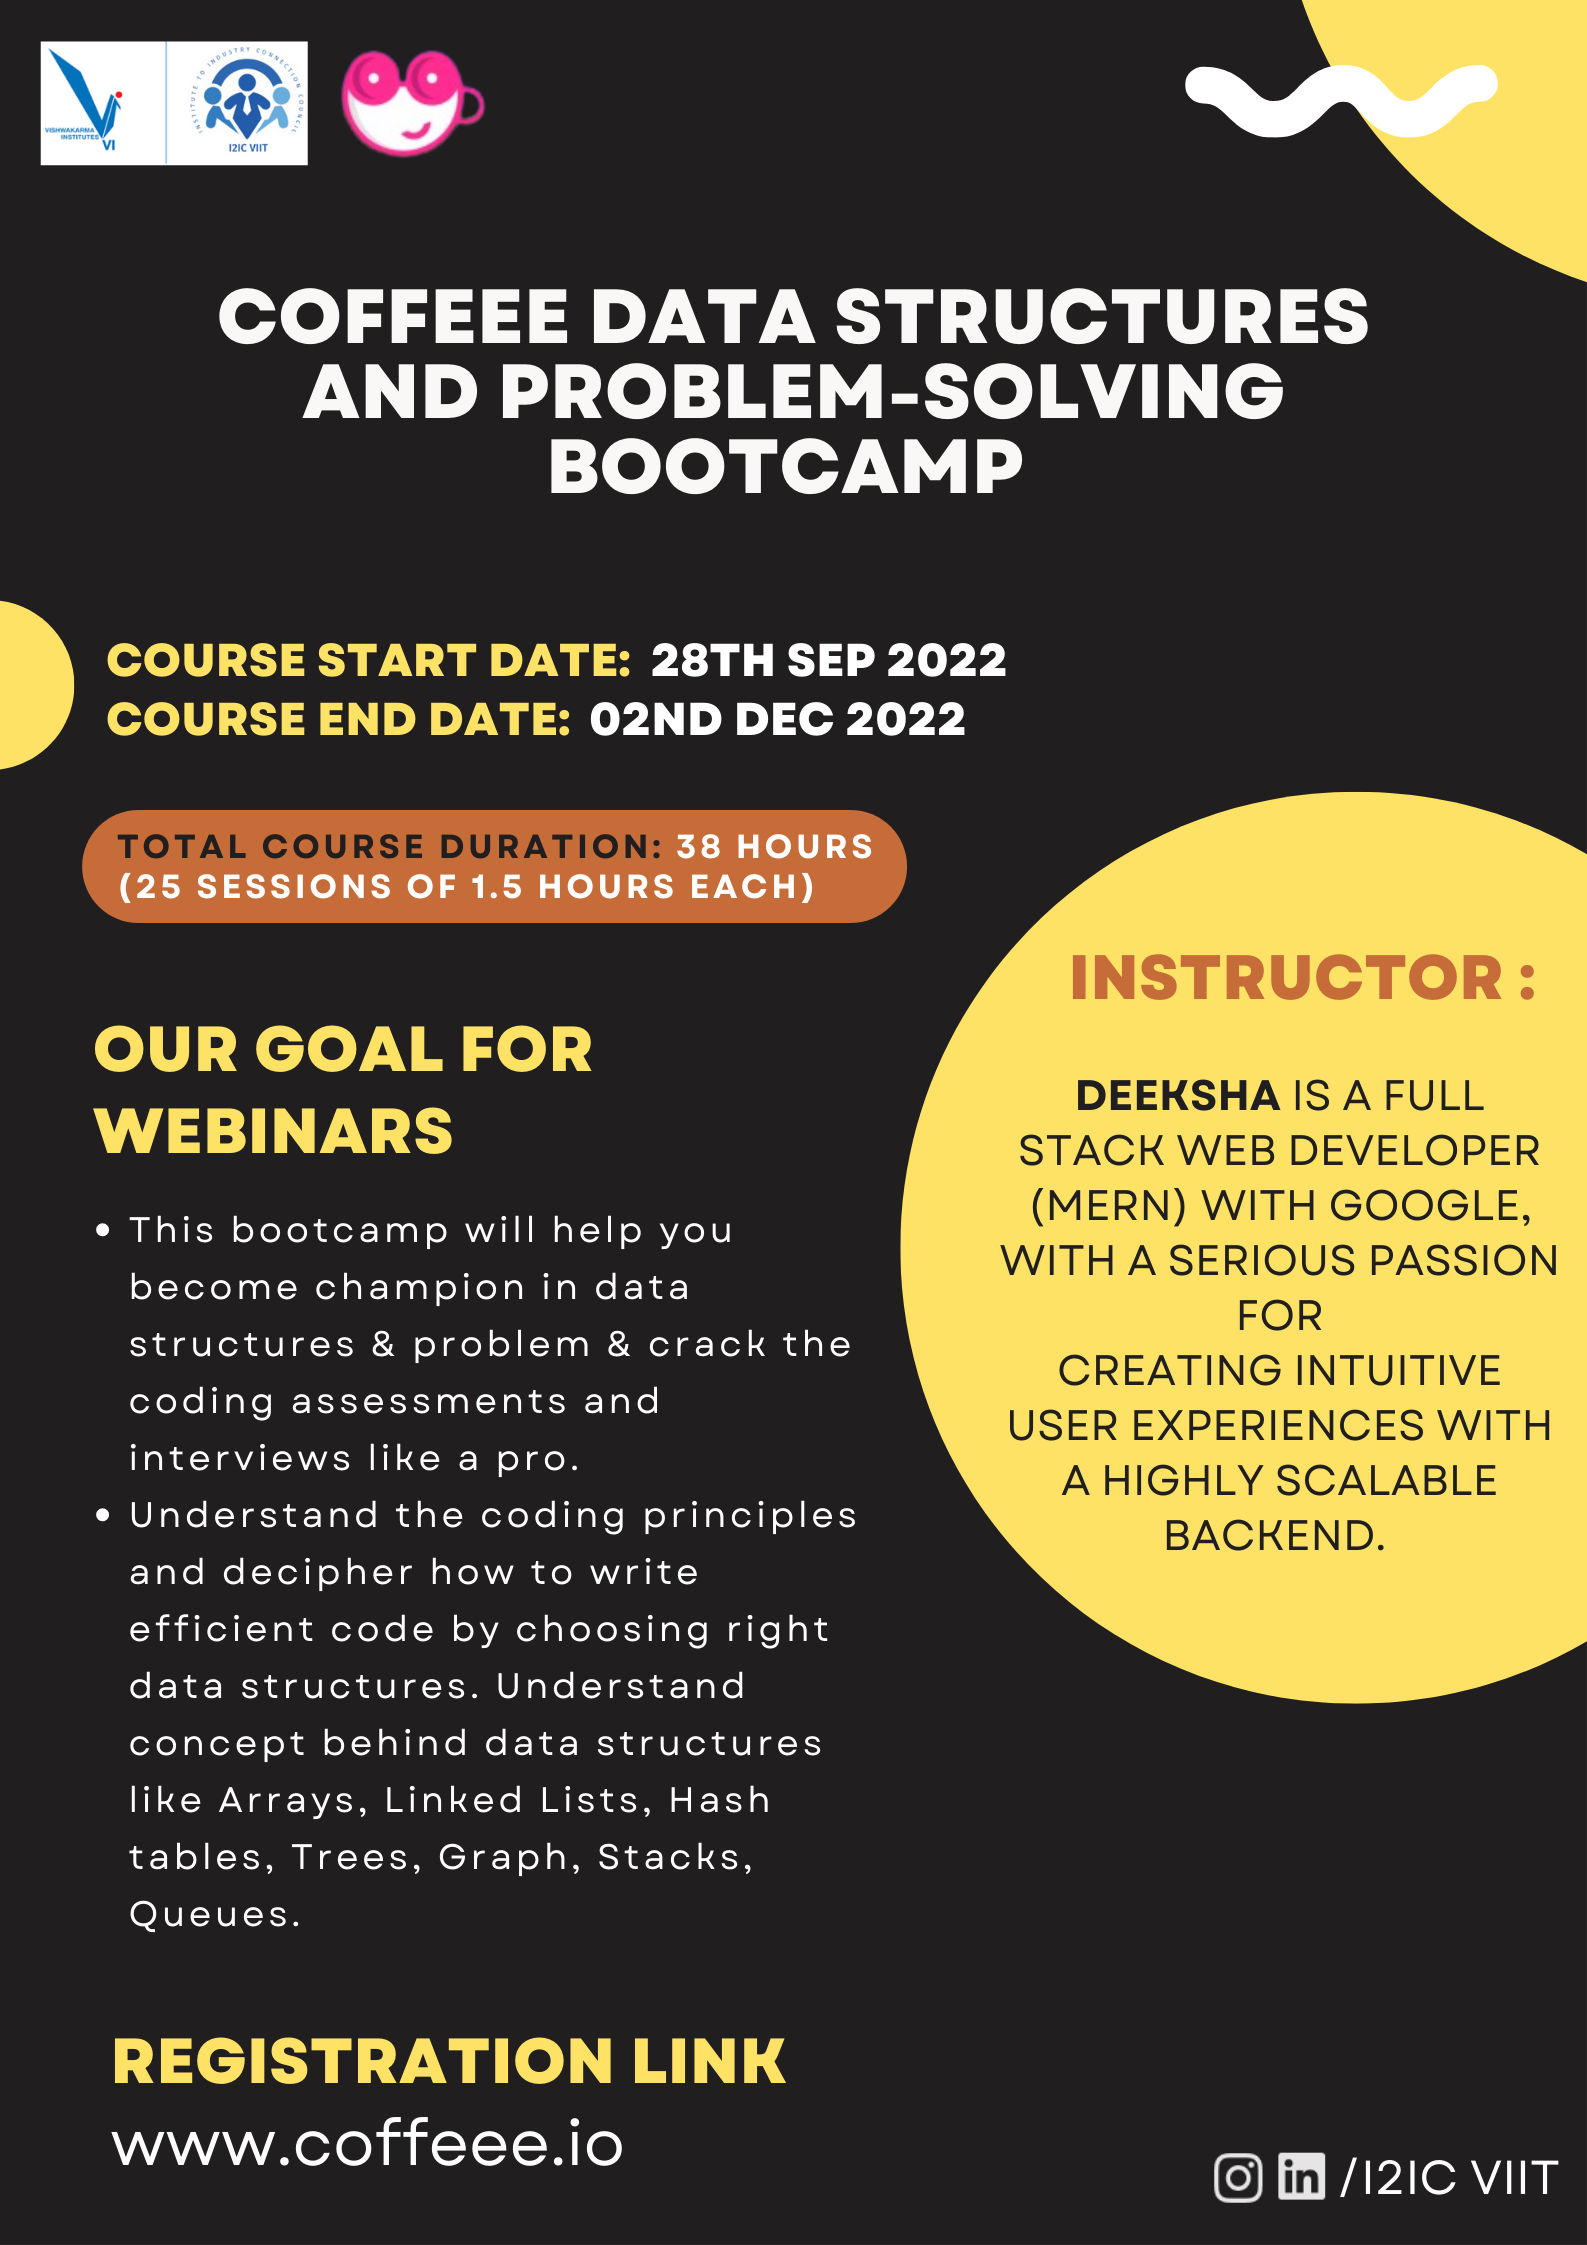 VISHWAKARMA
INSTITUTES
VI
INSTITUTE TO INDUSTRY CONNECTION COUNCIL
I2IC VIIT
COFFEEE DATA STRUCTURES
AND PROBLEM-SOLVING
BOOTCAMP
COURSE START DATE: 28TH SEP 2022
COURSE END DATE: 02ND DEC 2022
TOTAL COURSE DURATION: 38 HOURS
(25 SESSIONS OF 1.5 HOURS EACH)
OUR GOAL FOR
WEBINARS
• This bootcamp will help you
become champion in data
structures & problem & crack the
coding assessments and
interviews like a pro.
• Understand the coding principles
and decipher how to write
efficient code by choosing right
data structures. Understand
concept behind data structures
like Arrays, Linked Lists, Hash
tables, Trees, Graph, Stacks,
Queues.
INSTRUCTOR :
DEEKSHA IS A FULL
STACK WEB DEVELOPER
(MERN) WITH GOOGLE,
WITH A SERIOUS PASSION
FOR
CREATING INTUITIVE
USER EXPERIENCES WITH
A HIGHLY SCALABLE
BACKEND.
REGISTRATION LINK
www.coffeee.io
in /I2IC VIIT